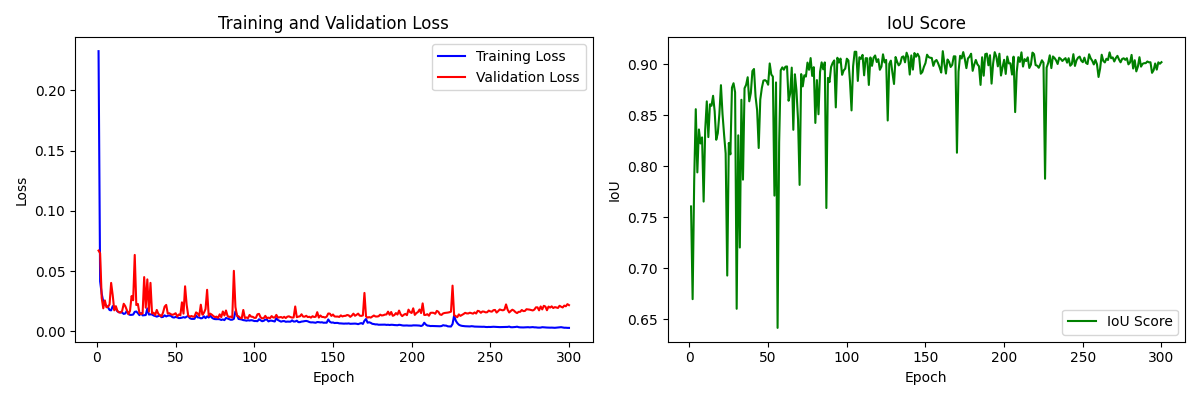 Training and Validation Loss
Training Loss
Validation Loss
Loss
0.20
0.15
0.10
0.05
0.00
0
50
100
150
200
250
300
Epoch
IoU Score
IoU
0.90
0.85
0.80
0.75
0.70
0.65
IoU Score
0
50
100
150
200
250
300
Epoch